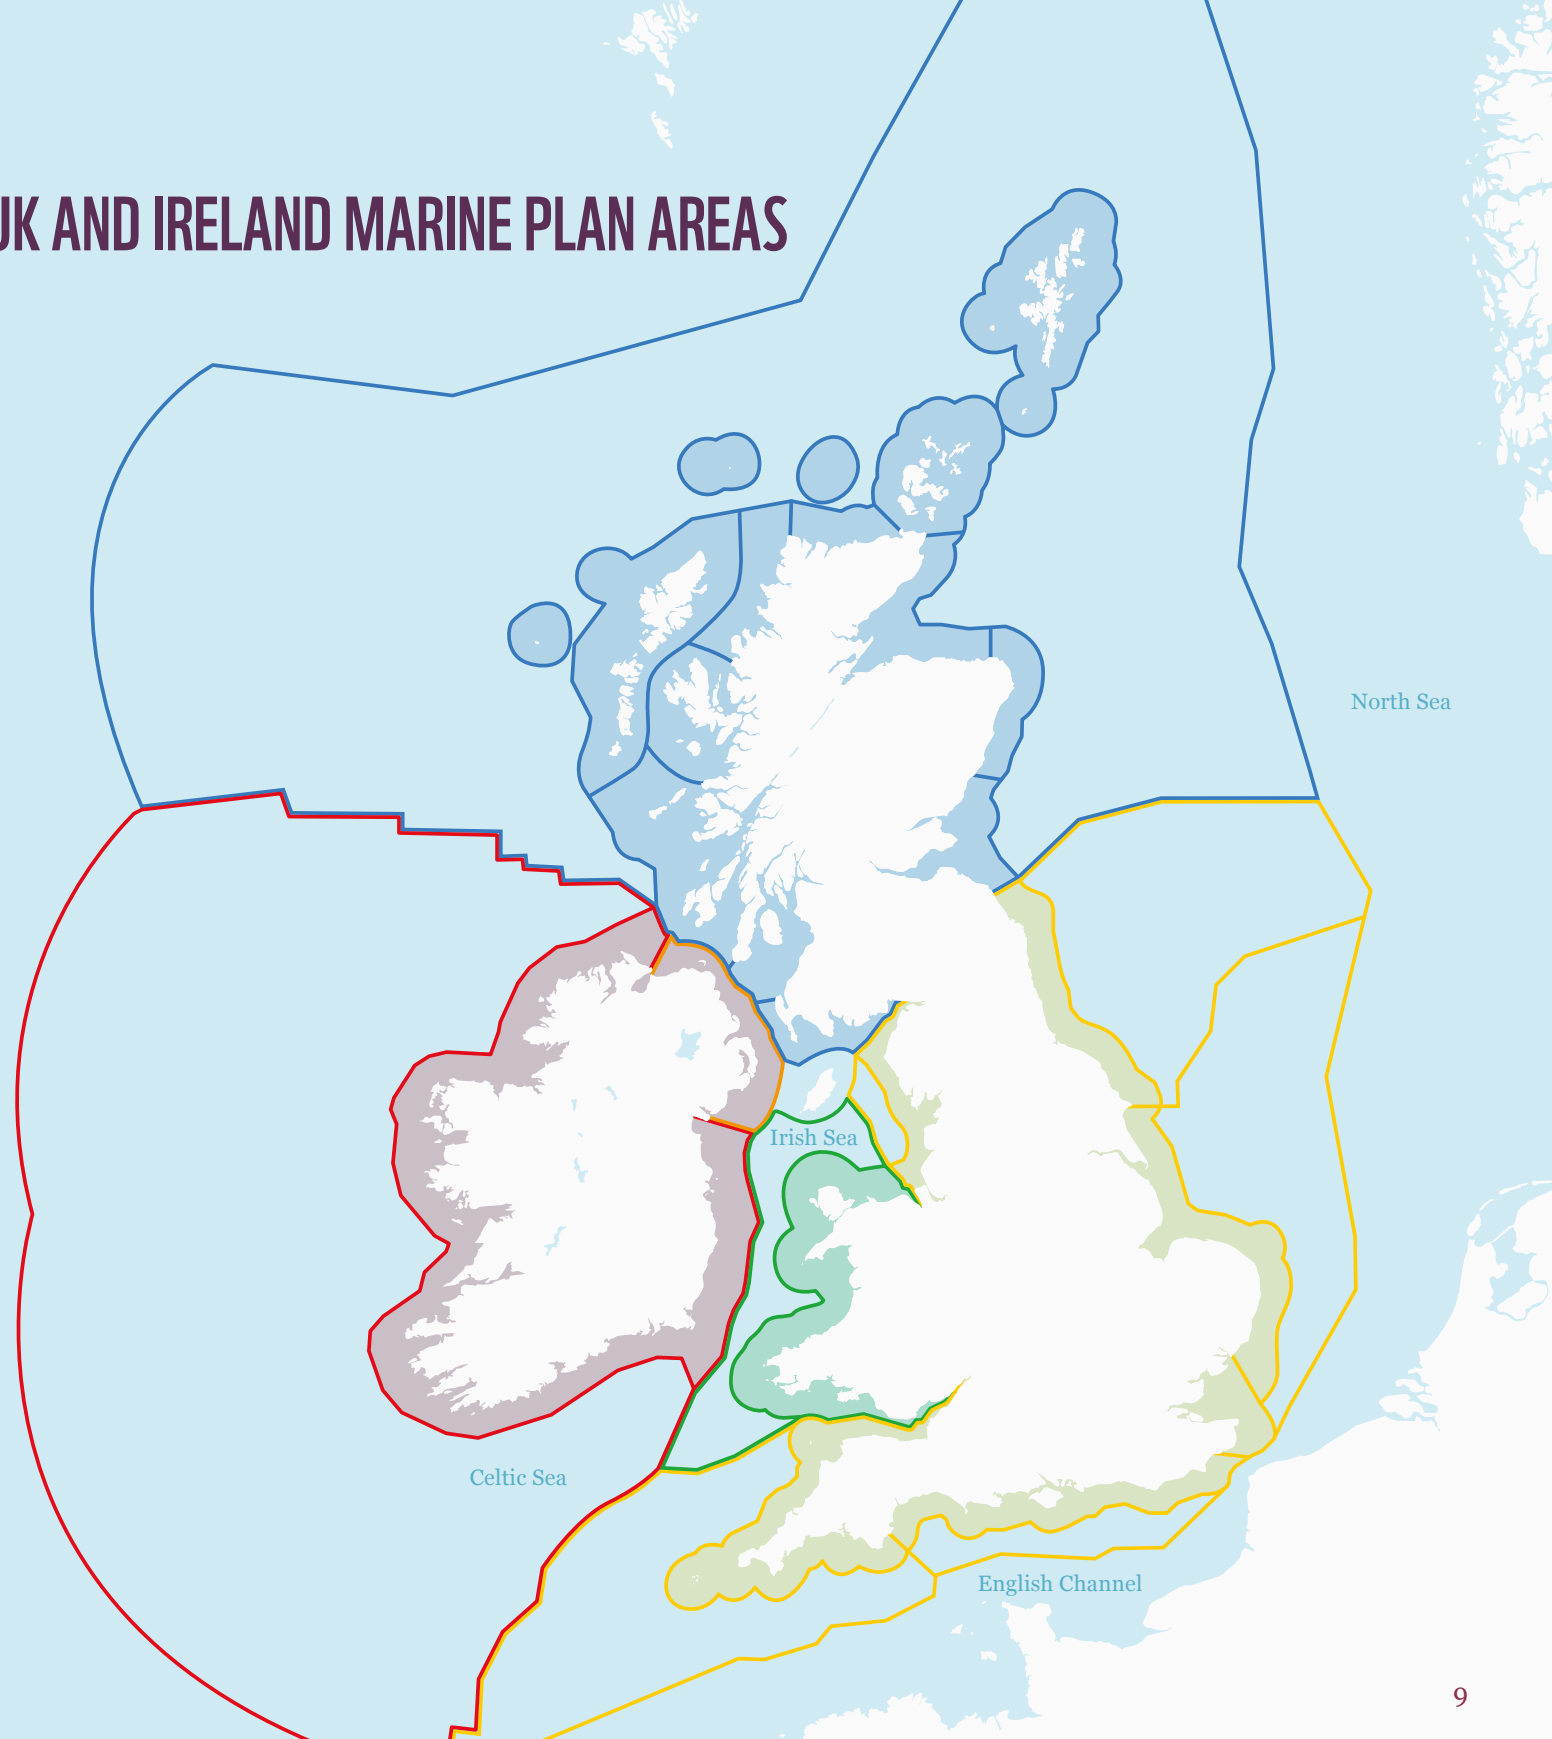 UK AND IRELAND MARINE PLAN AREAS
North Sea
Irish Sea
Celtic Sea
English Channel
9